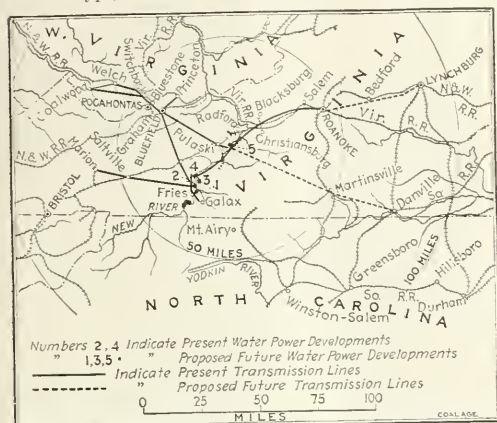 W. VIRGINIA
N. & W. R.R.
Vir.
Switchback
Bluestone
Princeton
Welch
Coalwood
POCAHONTAS
Graham
BLUEFIELD
Vir. R.R.
Radford
Blacksburg
Salem
ROANOKE
Bedford
LYNCHBURG
N. & W.
R.R.
Vir.
R.R.
VIRGINIA
Pulaski
Christiansburg
5
Saltville
N. & W. R.R.
Marion
BRISTOL
2
4
3
1
Fries
Galax
RIVER
NEW
Mt. Airy
Martinsville
Danville
So.
R.R.
50 MILES
100 MILES
YODKIN
RIVER
Greensboro
Hillsboro
So. R.R.
Durham
Winston-Salem
NORTH CAROLINA
Numbers 2, 4 Indicate Present Water Power Developments
" 1,3,5 " " Proposed Future Water Power Developments
Indicate Present Transmission Lines
" Proposed Future Transmission Lines
0 25 50 100
MILES
COAL AGE